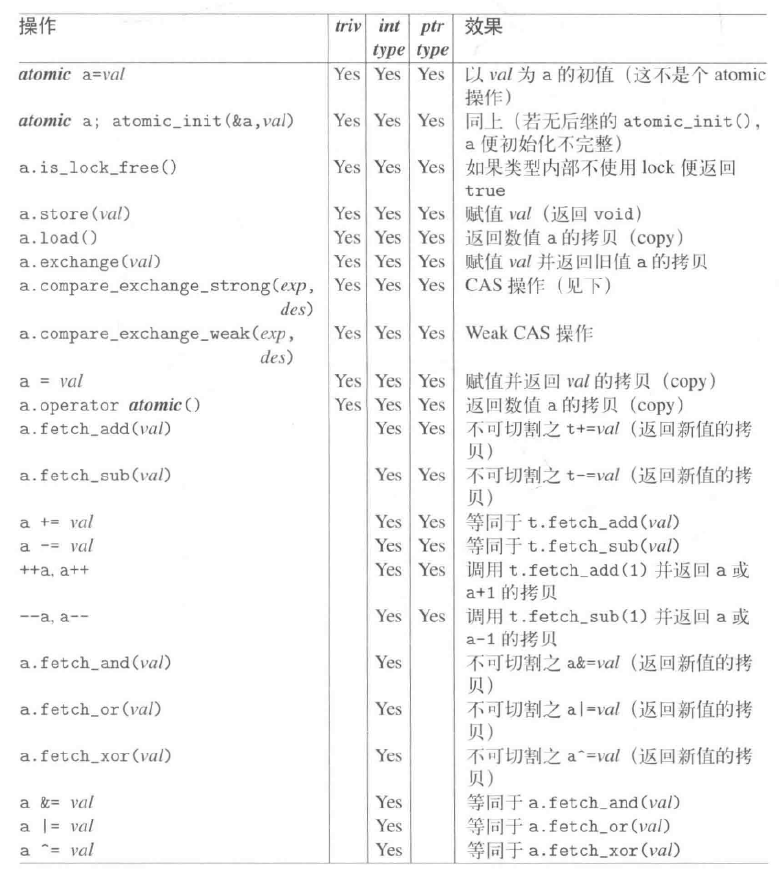 操作 triv int ptr 效果
type type
atomic a=val Yes Yes Yes 以 val 为 a 的初值（这不是个 atomic
操作）
atomic a; atomic_init(&a,val) Yes Yes Yes 同上（若无后继的 atomic_init(),
a 便初始化不完整）
a.is_lock_free() Yes Yes Yes 如果类型内部不使用 lock 便返回
true
a.store(val) Yes Yes Yes 赋值 val（返回 void）
a.load() Yes Yes Yes 返回数值 a 的拷贝（copy）
a.exchange(val) Yes Yes Yes 赋值 val 并返回旧值 a 的拷贝
a.compare_exchange_strong(exp, Yes Yes Yes CAS 操作（见下）
des)
a.compare_exchange_weak(exp, Yes Yes Yes Weak CAS 操作
des)
a = val Yes Yes Yes 赋值并返回 val 的拷贝（copy）
a.operator atomic() Yes Yes Yes 返回数值 a 的拷贝（copy）
a.fetch_add(val) Yes Yes 不可切割之 t+=val（返回新值的拷
贝）
a.fetch_sub(val) Yes Yes 不可切割之 t-=val（返回新值的拷
贝）
a += val Yes Yes 等同于 t.fetch_add(val)
a -= val Yes Yes 等同于 t.fetch_sub(val)
++a, a++ Yes Yes 调用 t.fetch_add(1) 并返回 a 或
a+1 的拷贝
--a, a-- Yes Yes 调用 t.fetch_sub(1) 并返回 a 或
a-1 的拷贝
a.fetch_and(val) Yes 不可切割之 a&=val（返回新值的拷
贝）
a.fetch_or(val) Yes 不可切割之 a|=val（返回新值的拷
贝）
a.fetch_xor(val) Yes 不可切割之 a^=val（返回新值的拷
贝）
a &= val Yes 等同于 a.fetch_and(val)
a |= val Yes 等同于 a.fetch_or(val)
a ^= val Yes 等同于 a.fetch_xor(val)